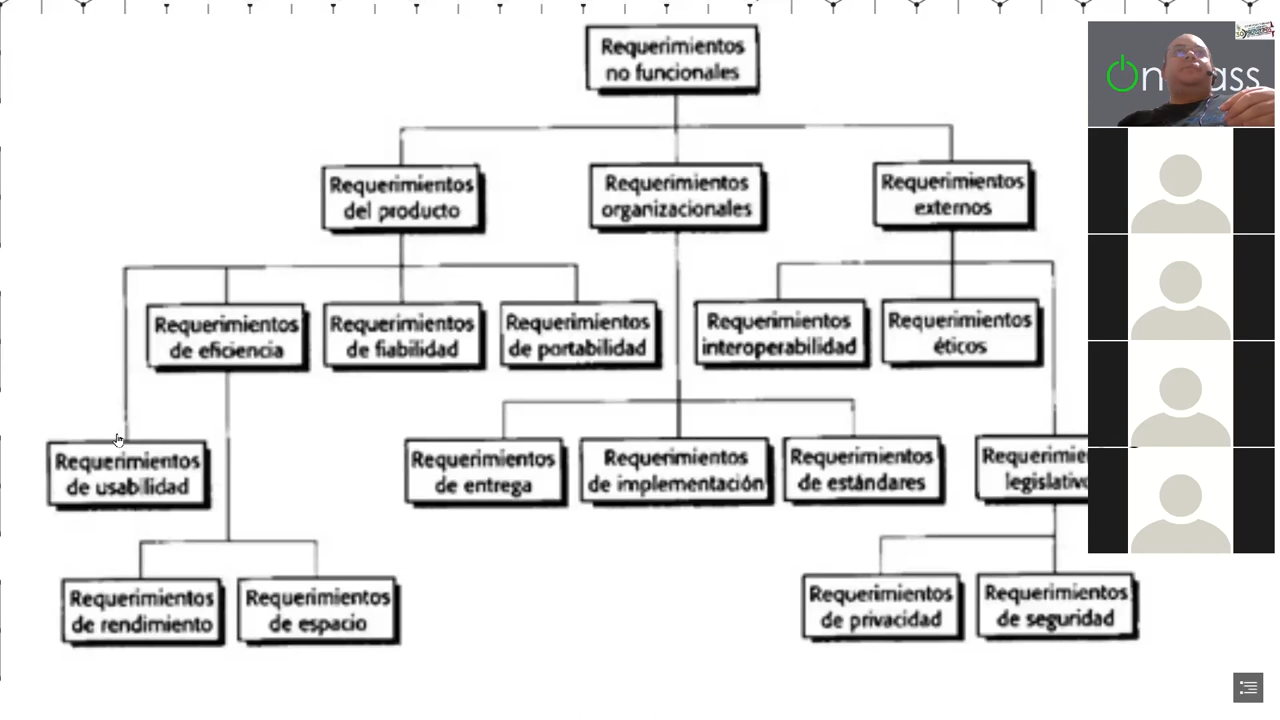 Requerimientos
no funcionales
Requerimientos
del producto
Requerimientos
organizacionales
Requerimientos
externos
Requerimientos
de eficiencia
Requerimientos
de fiabilidad
Requerimientos
de portabilidad
Requerimientos
interoperabilidad
Requerimientos
éticos
Requerimientos
de usabilidad
Requerimientos
de entrega
Requerimientos
de implementación
Requerimientos
de estándares
Requerimie
legislativo
Requerimientos
de rendimiento
Requerimientos
de espacio
Requerimientos
de privacidad
Requerimientos
de seguridad